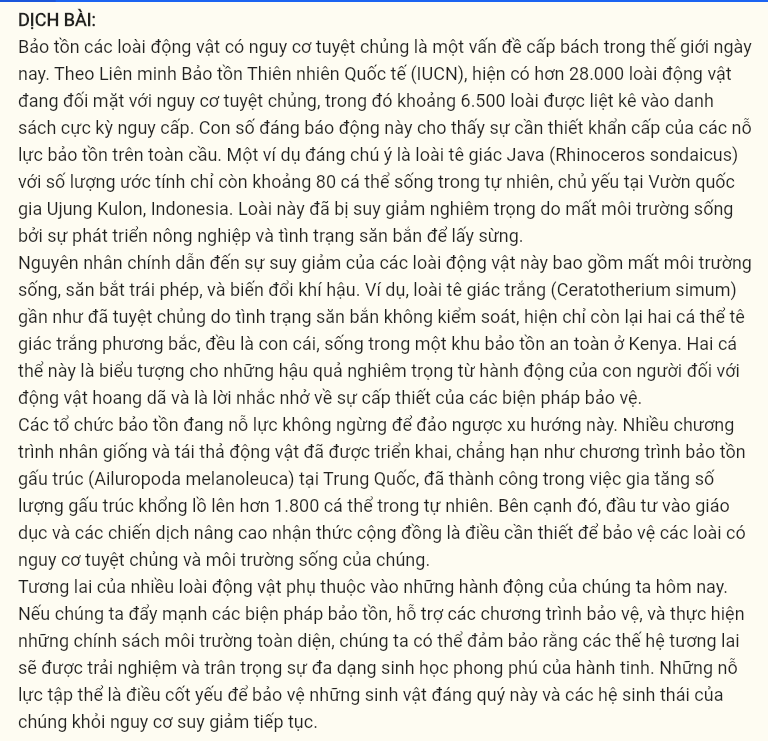 DỊCH BÀI:
Bảo tồn các loài động vật có nguy cơ tuyệt chủng là một vấn đề cấp bách trong thế giới ngày
nay. Theo Liên minh Bảo tồn Thiên nhiên Quốc tế (IUCN), hiện có hơn 28.000 loài động vật
đang đối mặt với nguy cơ tuyệt chủng, trong đó khoảng 6.500 loài được liệt kê vào danh
sách cực kỳ nguy cấp. Con số đáng báo động này cho thấy sự cần thiết khẩn cấp của các nỗ
lực bảo tồn trên toàn cầu. Một ví dụ đáng chú ý là loài tê giác Java (Rhinoceros sondaicus)
với số lượng ước tính chỉ còn khoảng 80 cá thể sống trong tự nhiên, chủ yếu tại Vườn quốc
gia Ujung Kulon, Indonesia. Loài này đã bị suy giảm nghiêm trọng do mất môi trường sống
bởi sự phát triển nông nghiệp và tình trạng săn bắn để lấy sừng.
Nguyên nhân chính dẫn đến sự suy giảm của các loài động vật này bao gồm mất môi trường
sống, săn bắt trái phép, và biến đổi khí hậu. Ví dụ, loài tê giác trắng (Ceratotherium simum)
gần như đã tuyệt chủng do tình trạng săn bắn không kiểm soát, hiện chỉ còn lại hai cá thể tê
giác trắng phương bắc, đều là con cái, sống trong một khu bảo tồn an toàn ở Kenya. Hai cá
thể này là biểu tượng cho những hậu quả nghiêm trọng từ hành động của con người đối với
động vật hoang dã và là lời nhắc nhở về sự cấp thiết của các biện pháp bảo vệ.
Các tổ chức bảo tồn đang nỗ lực không ngừng để đảo ngược xu hướng này. Nhiều chương
trình nhân giống và tái thả động vật đã được triển khai, chẳng hạn như chương trình bảo tồn
gấu trúc (Ailuropoda melanoleuca) tại Trung Quốc, đã thành công trong việc gia tăng số
lượng gấu trúc khổng lồ lên hơn 1.800 cá thể trong tự nhiên. Bên cạnh đó, đầu tư vào giáo
dục và các chiến dịch nâng cao nhận thức cộng đồng là điều cần thiết để bảo vệ các loài có
nguy cơ tuyệt chủng và môi trường sống của chúng.
Tương lai của nhiều loài động vật phụ thuộc vào những hành động của chúng ta hôm nay.
Nếu chúng ta đẩy mạnh các biện pháp bảo tồn, hỗ trợ các chương trình bảo vệ, và thực hiện
những chính sách môi trường toàn diện, chúng ta có thể đảm bảo rằng các thế hệ tương lai
sẽ được trải nghiệm và trân trọng sự đa dạng sinh học phong phú của hành tinh. Những nỗ
lực tập thể là điều cốt yếu để bảo vệ những sinh vật đáng quý này và các hệ sinh thái của
chúng khỏi nguy cơ suy giảm tiếp tục.